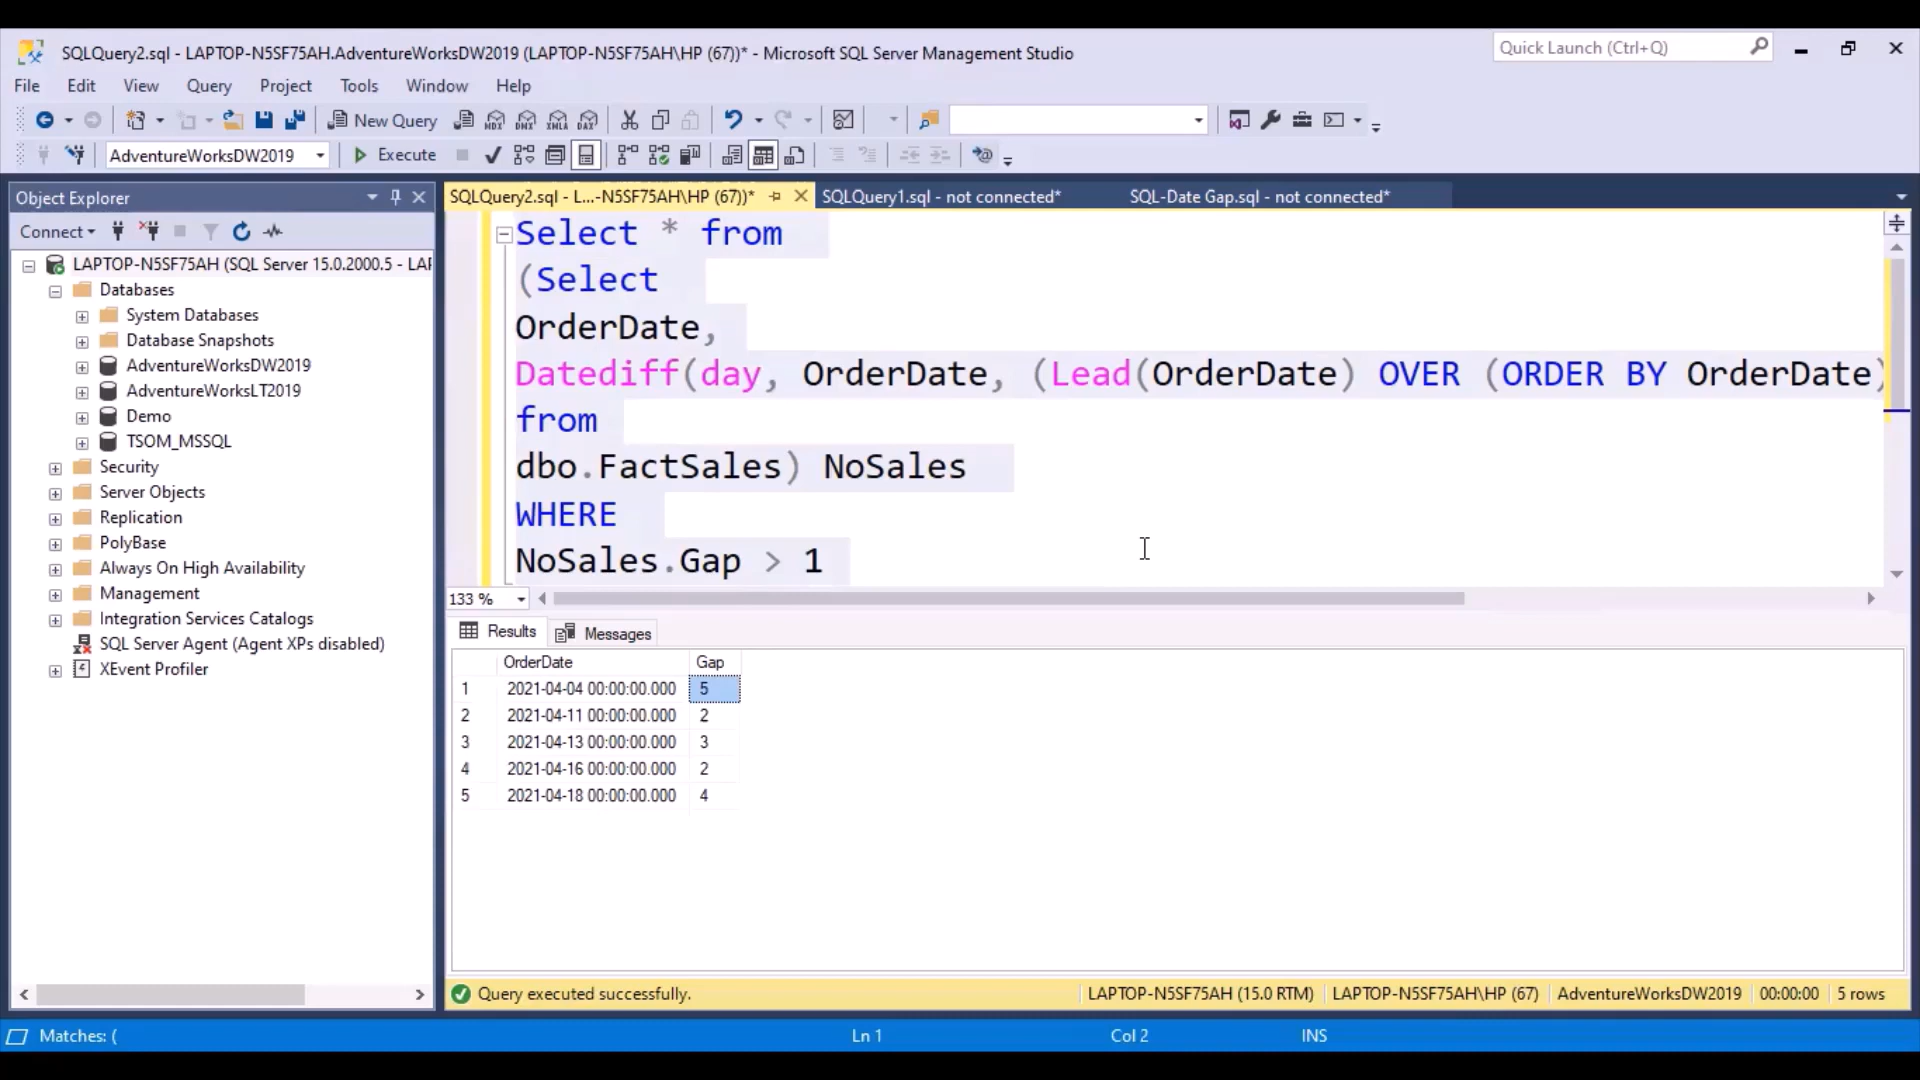 SQLQuery2.sql - LAPTOP-N5SF75AH.AdventureWorksDW2019 (LAPTOP-N5SF75AH\HP (67))* - Microsoft SQL Server Management Studio
Quick Launch (Ctrl+Q)
File Edit View Query Project Tools Window Help
New Query MDX DMX XMLA DAX
AdventureWorksDW2019 Execute
Object Explorer
SQLQuery2.sql - L...-N5SF75AH\HP (67))* SQLQuery1.sql - not connected* SQL-Date Gap.sql - not connected*
Connect
LAPTOP-N5SF75AH (SQL Server 15.0.2000.5 - LAP
Databases
System Databases
Database Snapshots
AdventureWorksDW2019
AdventureWorksLT2019
Demo
TSOM_MSSQL
Security
Server Objects
Replication
PolyBase
Always On High Availability
Management
Integration Services Catalogs
SQL Server Agent (Agent XPs disabled)
XEvent Profiler
Select * from
(Select
OrderDate,
Datediff(day, OrderDate, (Lead(OrderDate) OVER (ORDER BY OrderDate)
from
dbo.FactSales) NoSales
WHERE
NoSales.Gap > 1
133 %
Results Messages
OrderDate Gap
1 2021-04-04 00:00:00.000 5
2 2021-04-11 00:00:00.000 2
3 2021-04-13 00:00:00.000 3
4 2021-04-16 00:00:00.000 2
5 2021-04-18 00:00:00.000 4
Query executed successfully. LAPTOP-N5SF75AH (15.0 RTM) LAPTOP-N5SF75AH\HP (67) AdventureWorksDW2019 00:00:00 5 rows
Matches: ( Ln 1 Col 2 INS